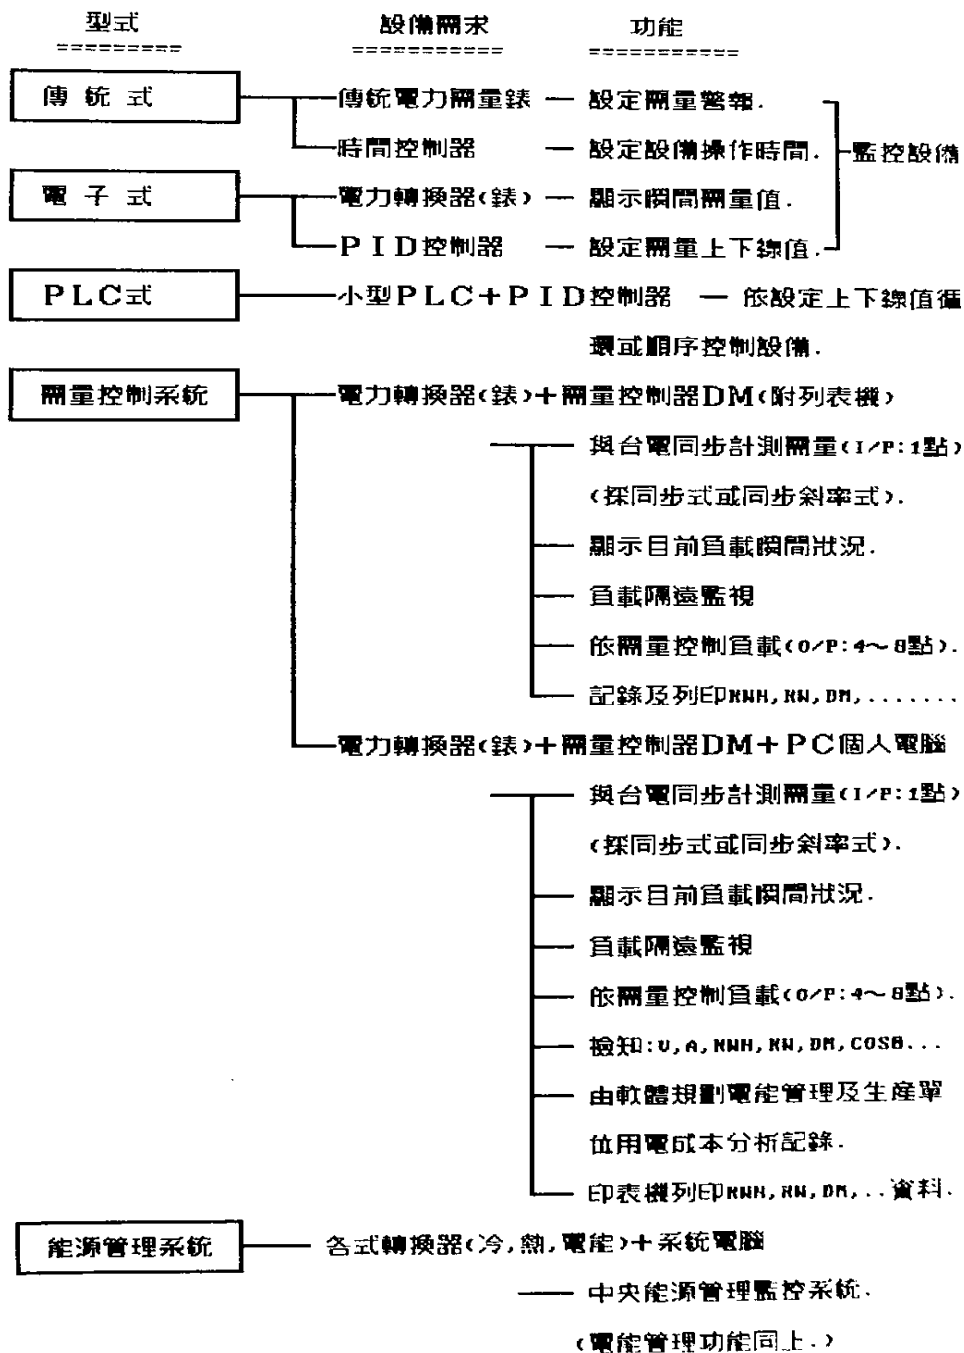 型式 設備需求 功能
========= =========== ===========
傳統式 傳統電力需量錶 — 設定需量警報.
時間控制器 — 設定設備操作時間. 監控設備
電子式 電力轉換器(錶) — 顯示瞬間需量值.
PID控制器 — 設定需量上下線值.
PLC式 小型PLC+PID控制器 — 依設定上下線值循
環或順序控制設備.
需量控制系統 電力轉換器(錶)+需量控制器DM(附列表機)
與台電同步計測需量(I/P:1點)
(採同步式或同步斜率式).
顯示目前負載瞬間狀況.
負載隔遠監視
依需量控制負載(O/P:4~8點).
記錄及列印KWH,KW,DM,.......
電力轉換器(錶)+需量控制器DM+PC個人電腦
與台電同步計測需量(I/P:1點)
(採同步式或同步斜率式).
顯示目前負載瞬間狀況.
負載隔遠監視
依需量控制負載(O/P:4~8點).
檢知:V,A,KWH,KW,DM,COSθ...
由軟體規劃電能管理及生產單
位用電成本分析記錄.
印表機列印KWH,KW,DM,..資料.
能源管理系統 各式轉換器(冷,熱,電能)+系統電腦
中央能源管理監控系統.
(電能管理功能同上.)